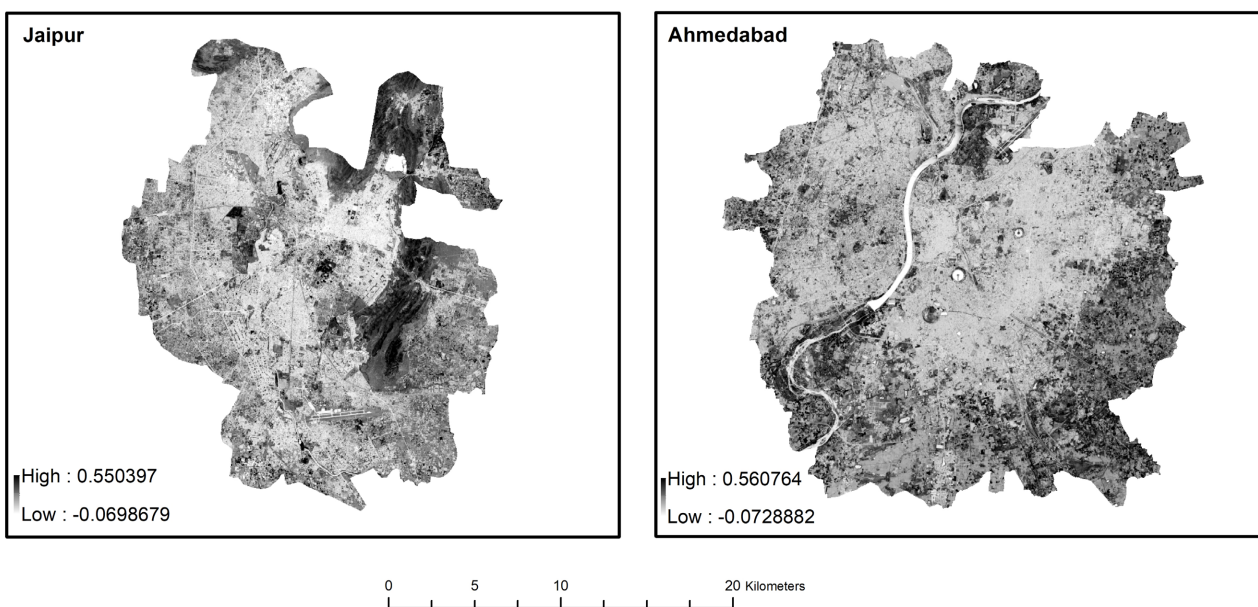 Jaipur
High : 0.550397
Low : -0.0698679
Ahmedabad
High : 0.560764
Low : -0.0728882
0 5 10 20 Kilometers